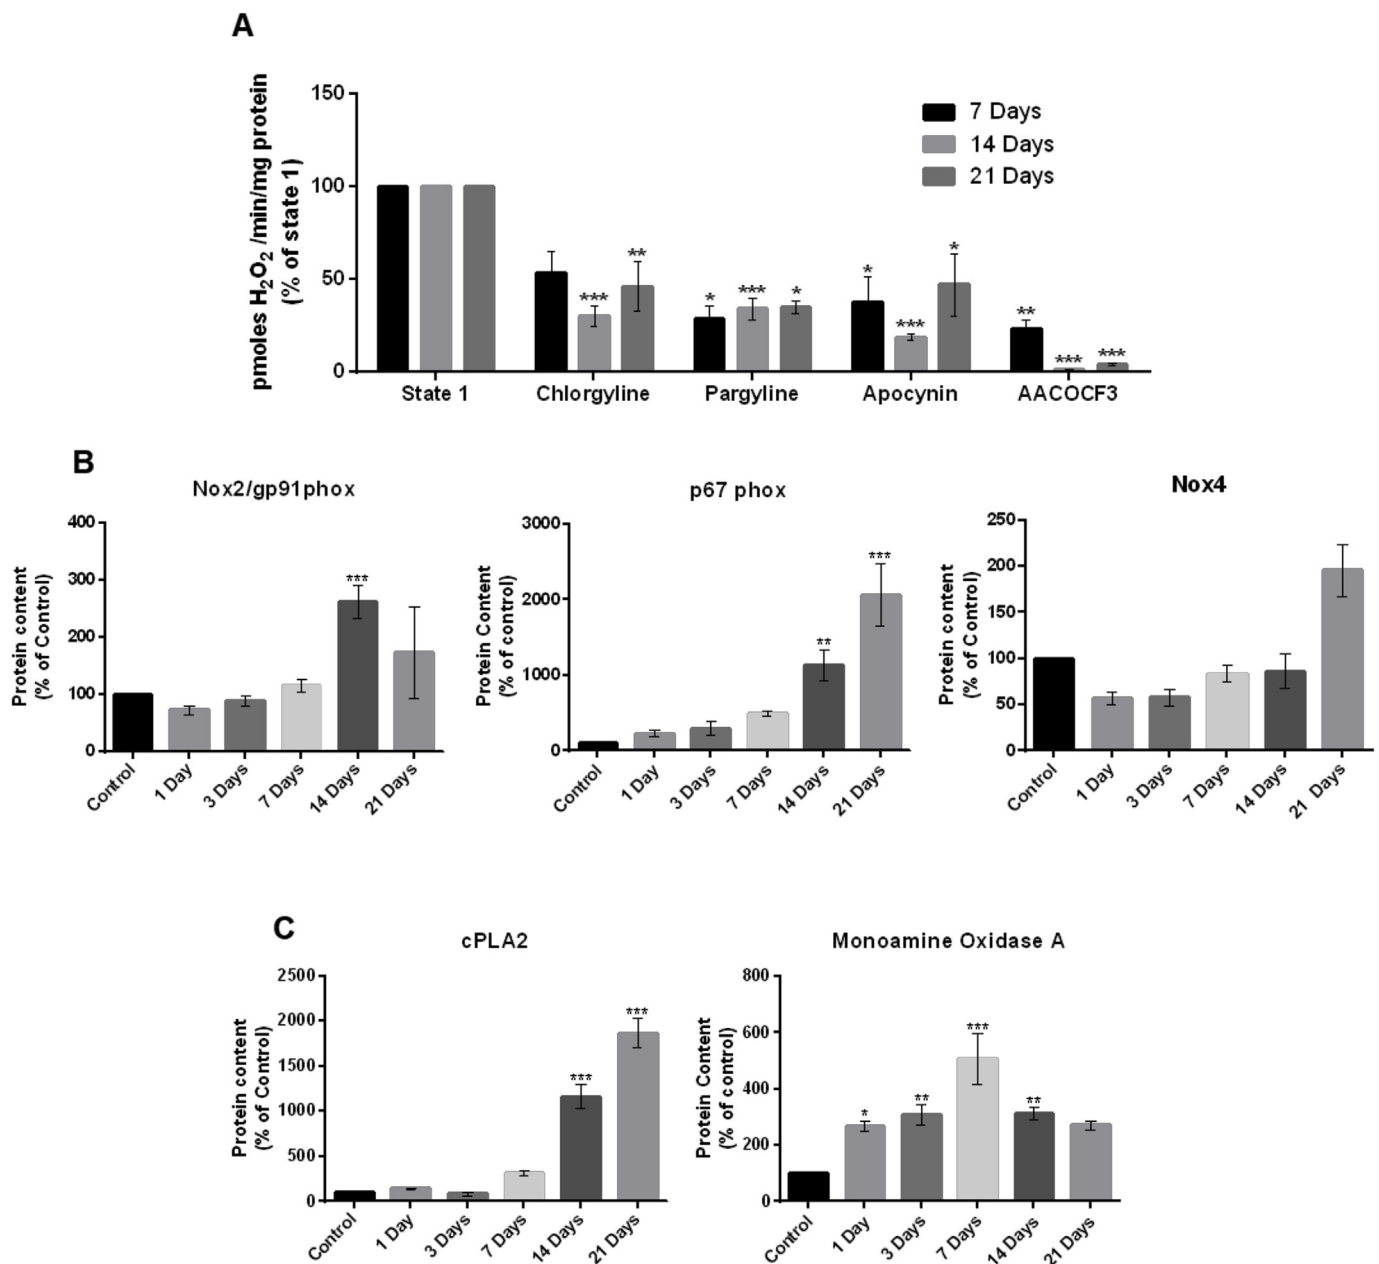 A
pmoles H2O2 /min/mg protein
(% of state 1)
150
100
50
0
7 Days
14 Days
21 Days
***
**
*
***
*
*
***
*
**
***
***
State 1
Chlorgyline
Pargyline
Apocynin
AACOCF3
B
Nox2/gp91phox
Protein content
(% of Control)
400
300
200
100
0
***
Control
1 Day
3 Days
7 Days
14 Days
21 Days
p67 phox
Protein Content
(% of control)
3000
2000
1000
0
**
***
Control
1 Day
3 Days
7 Days
14 Days
21 Days
Nox4
Protein content
(% of Control)
250
200
150
100
50
0
Control
1 Day
3 Days
7 Days
14 Days
21 Days
C
cPLA2
Protein content
(% of Control)
2500
2000
1500
1000
500
0
***
***
Control
1 Day
3 Days
7 Days
14 Days
21 Days
Monoamine Oxidase A
Protein Content
(% of control)
800
600
400
200
0
*
**
***
**
Control
1 Day
3 Days
7 Days
14 Days
21 Days